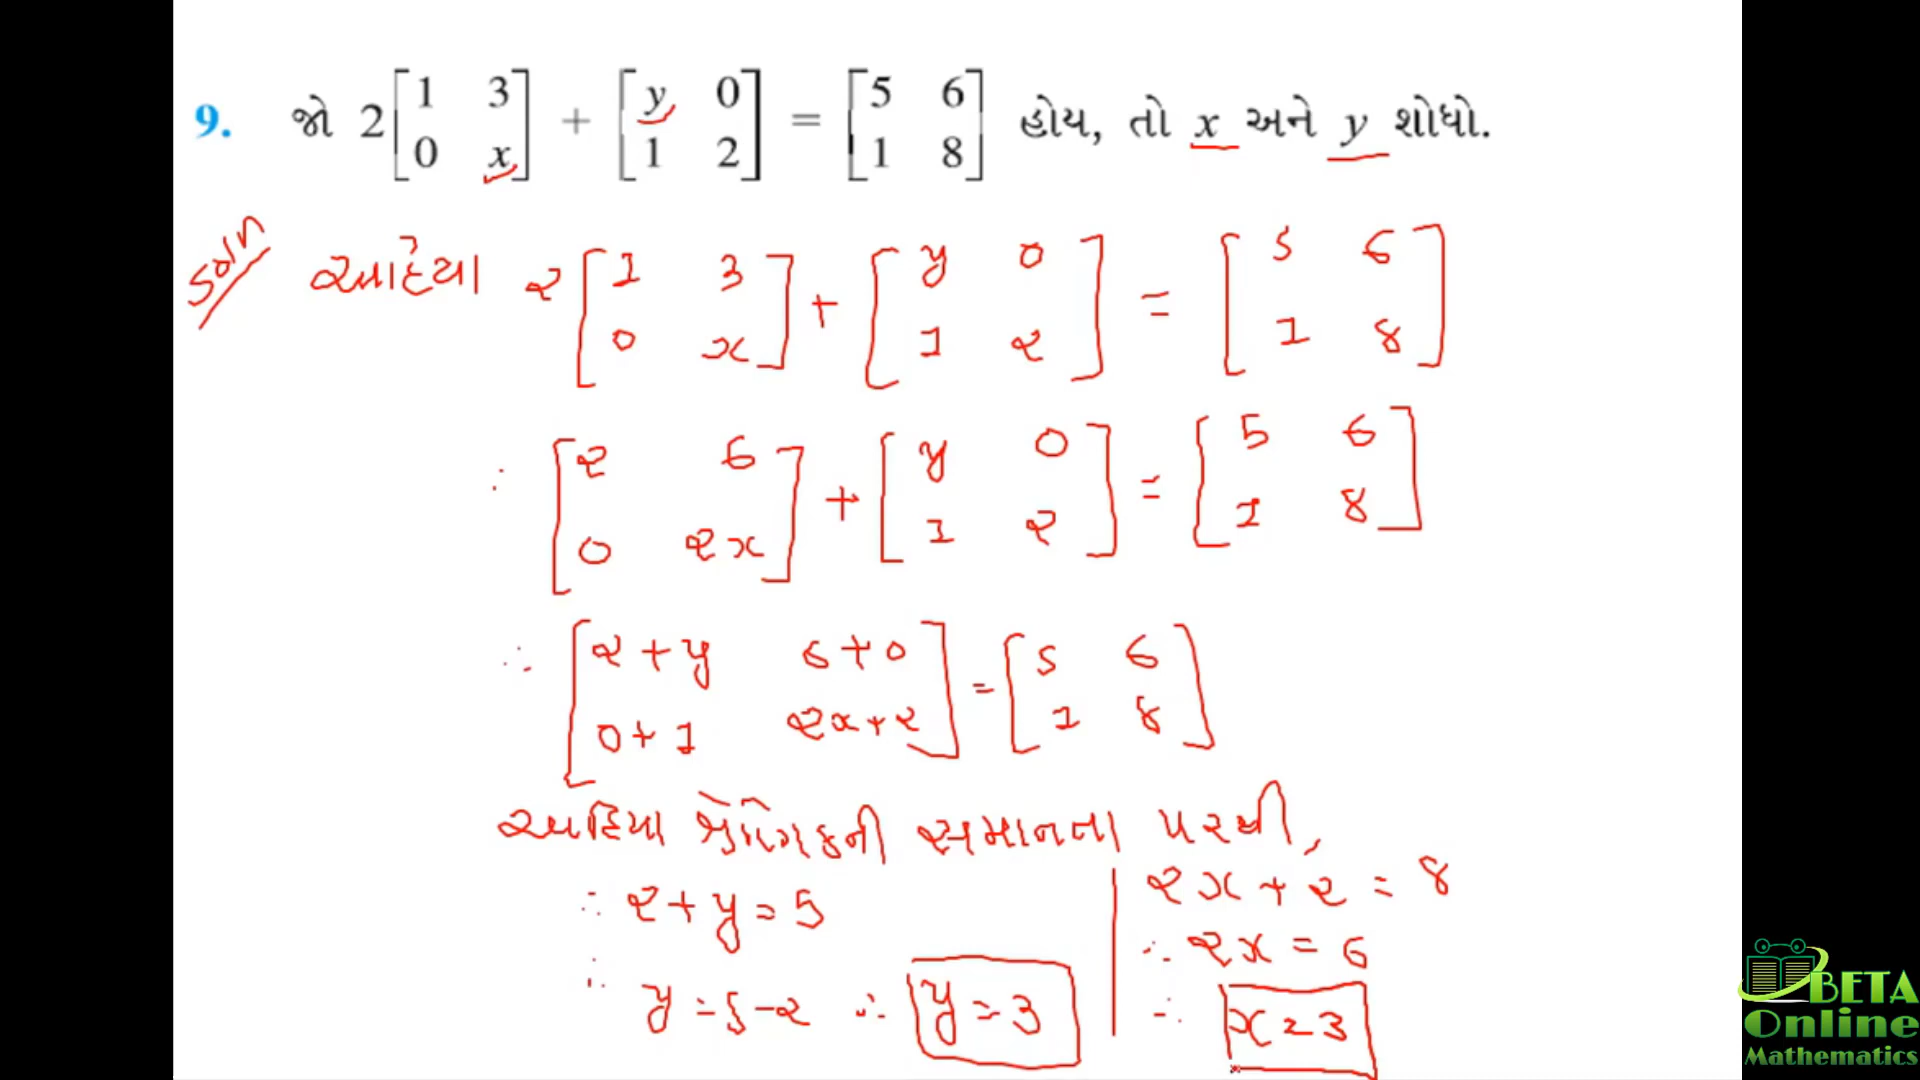 9. જો 2[1 3 0 x] + [y 0 1 2] = [5 6 1 8] હોય, તો x અને y શોધો.
Soln અહિયા 2[1 3 0 x] + [y 0 1 2] = [5 6 1 8]
∴ [2 6 0 2x] + [y 0 1 2] = [5 6 1 8]
∴ [2+y 6+0 0+1 2x+2] = [5 6 1 8]
અહિયા શ્રેણિકની સમાનતા પરથી,
∴ 2+y=5
∴ y=5-2 ∴ y=3
2x+2=8
∴ 2x=6
∴ x=3
BETA
Online
Mathematics